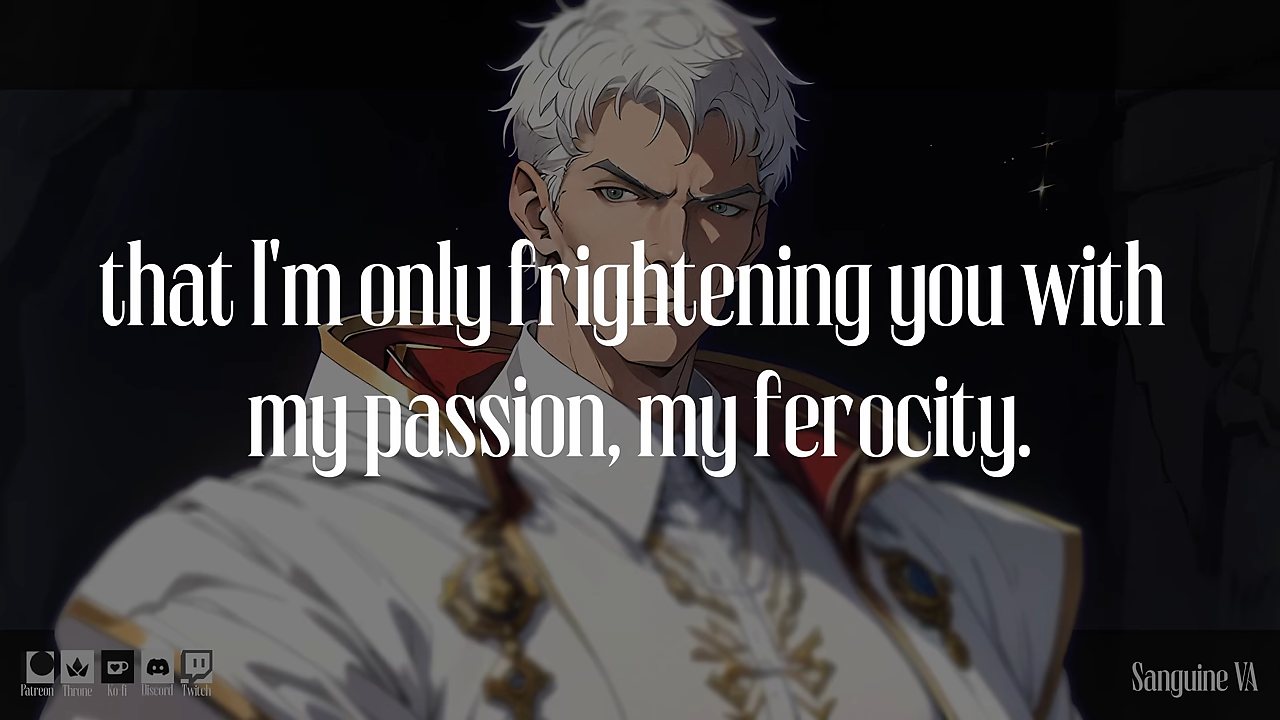 that I'm only frightening you with
my passion, my ferocity.
Patreon Throne Ko-fi Discord Twitch
Sanguine VA